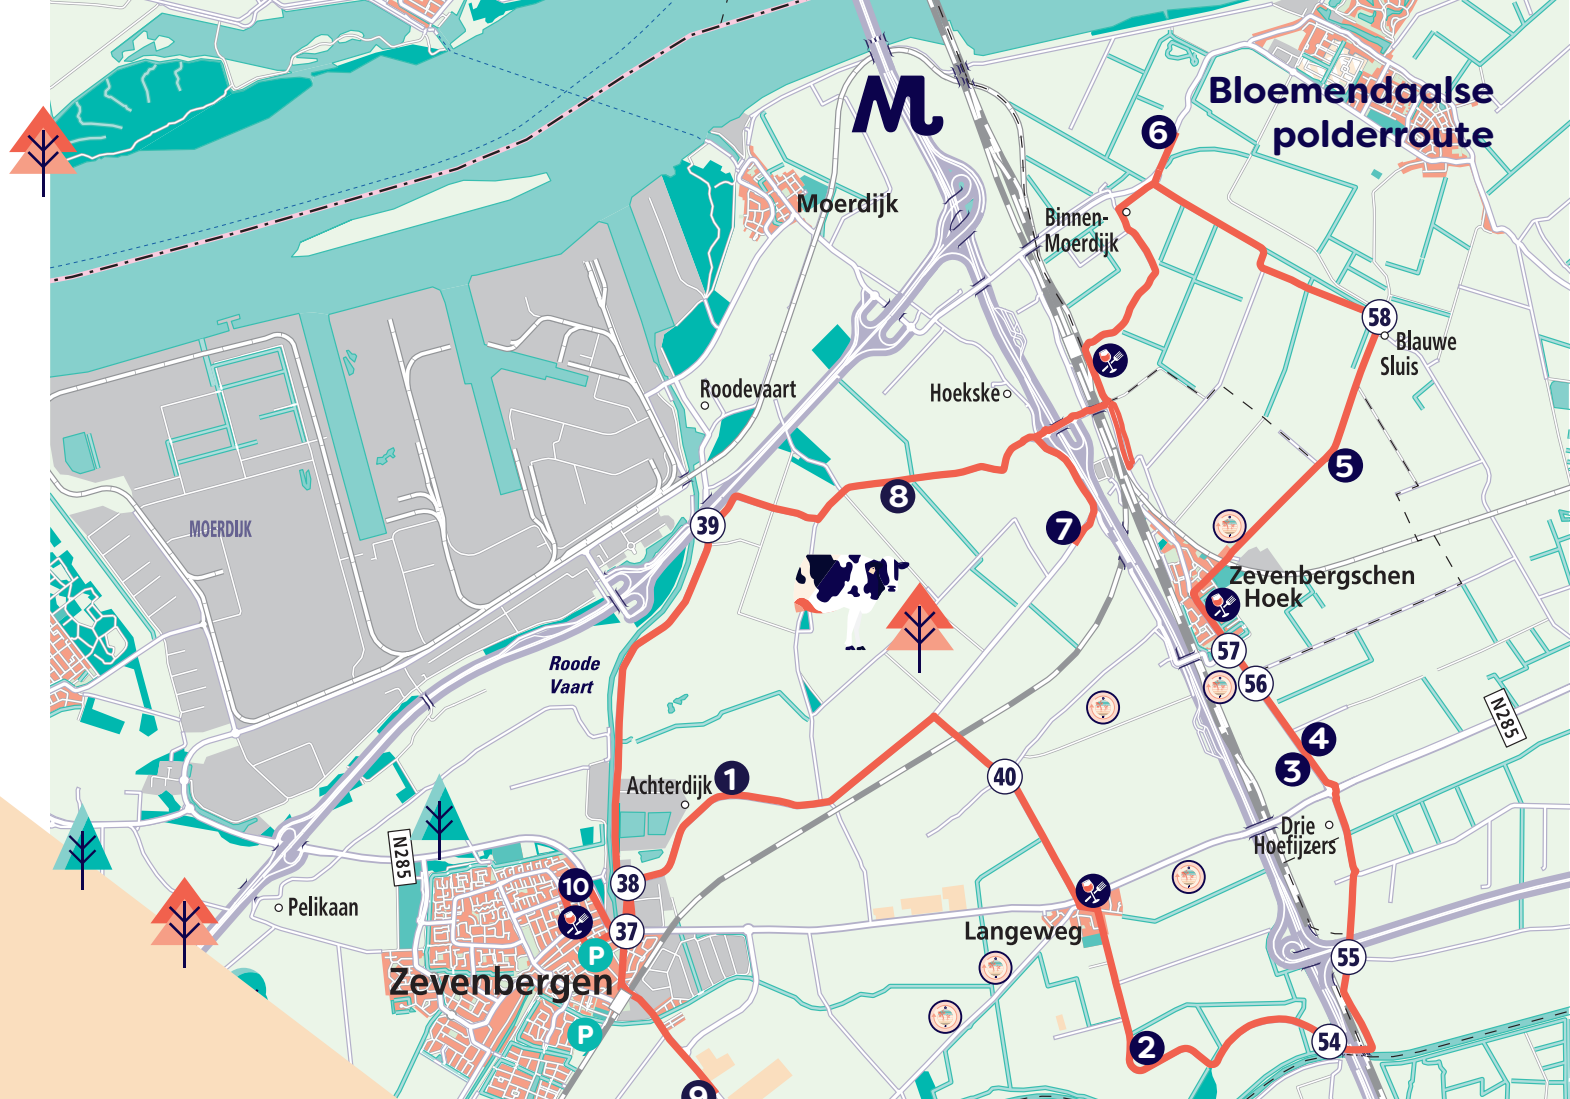 Bloemendaalse
polderroute
M
6
Moerdijk
Binnen-
Moerdijk
58
Blauwe
Sluis
Roodevaart
Hoekske
5
8
39
7
MOERDIJK
Zevenbergschen
Hoek
Roode
Vaart
57
56
N285
4
3
Achterdijk
1
40
Drie
Hoefijzers
N285
10
38
Pelikaan
37
Langeweg
P
55
Zevenbergen
P
2
54
9